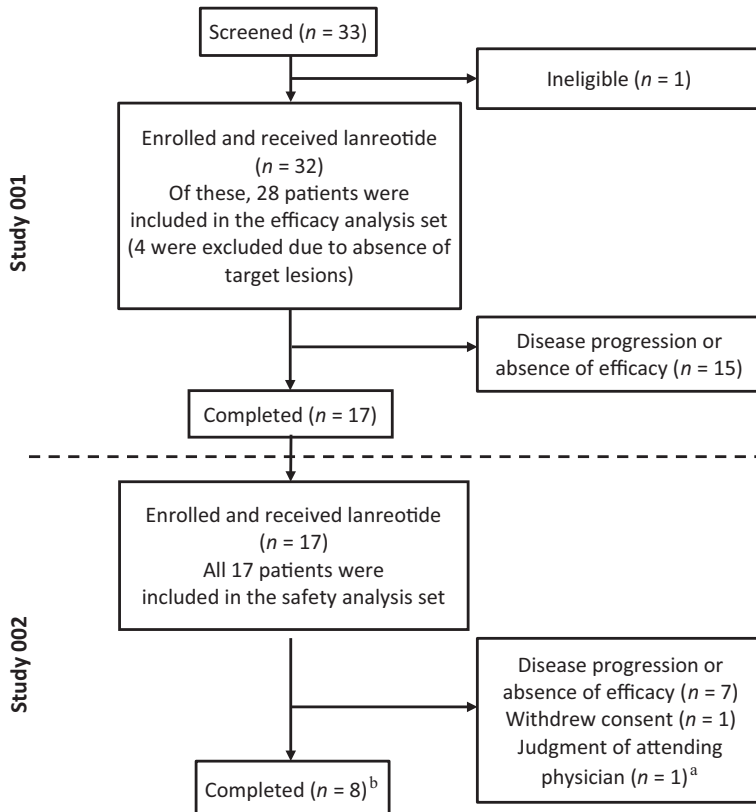 Screened (n = 33)
Ineligible (n = 1)
Study 001
Enrolled and received lanreotide
(n = 32)
Of these, 28 patients were
included in the efficacy analysis set
(4 were excluded due to absence of
target lesions)
Disease progression or
absence of efficacy (n = 15)
Completed (n = 17)
Study 002
Enrolled and received lanreotide
(n = 17)
All 17 patients were
included in the safety analysis set
Disease progression or
absence of efficacy (n = 7)
Withdrew consent (n = 1)
Judgment of attending
physician (n = 1)a
Completed (n = 8)b